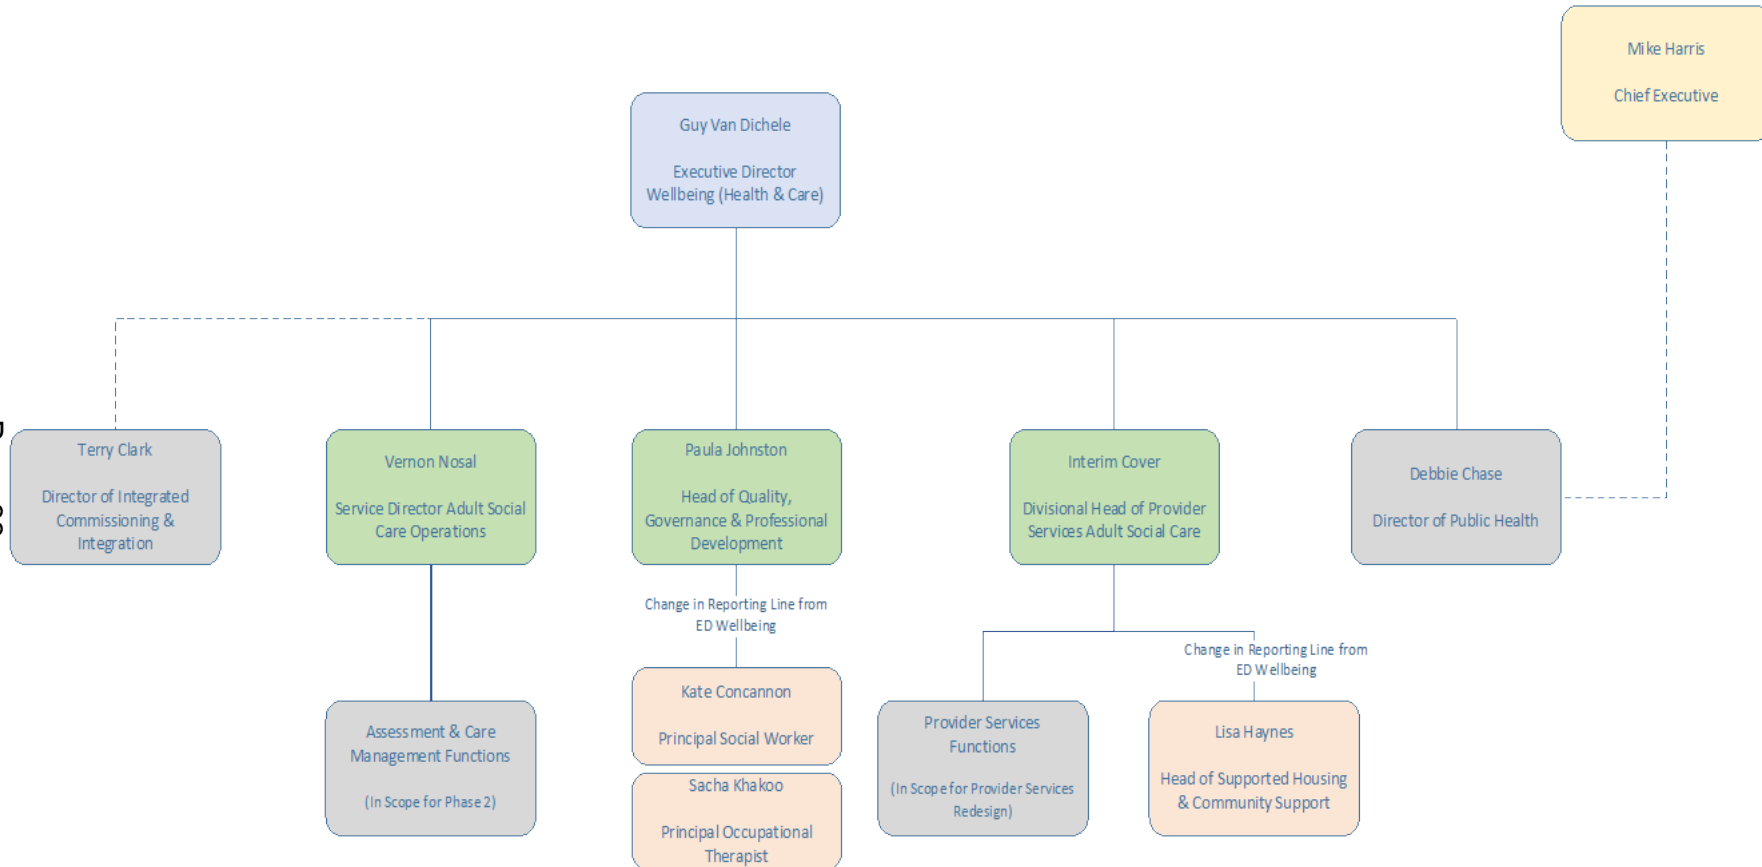 Mike Harris
Chief Executive
Guy Van Dichele
Executive Director
Wellbeing (Health & Care)
Terry Clark
Director of Integrated
Commissioning &
Integration
Vernon Nosal
Service Director Adult Social
Care Operations
Paula Johnston
Head of Quality,
Governance & Professional
Development
Interim Cover
Divisional Head of Provider
Services Adult Social Care
Debbie Chase
Director of Public Health
Change in Reporting Line from
ED Wellbeing
Change in Reporting Line from
ED Wellbeing
Assessment & Care
Management Functions
(In Scope for Phase 2)
Kate Concannon
Principal Social Worker
Sacha Khakoo
Principal Occupational
Therapist
Provider Services
Functions
(In Scope for Provider Services
Redesign)
Lisa Haynes
Head of Supported Housing
& Community Support